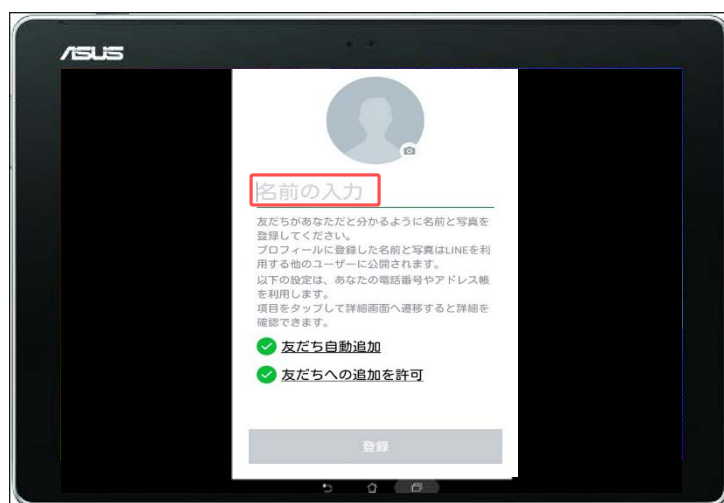 ASUS
名前の入力
友だちがあなただと分かるように名前と写真を
登録してください。
プロフィールに登録した名前と写真はLINEを利
用する他のユーザーに公開されます。
以下の設定は、あなたの電話番号やアドレス帳
を利用します。
項目をタップして詳細画面へ遷移すると詳細を
確認できます。
友だち自動追加
友だちへの追加を許可
登録